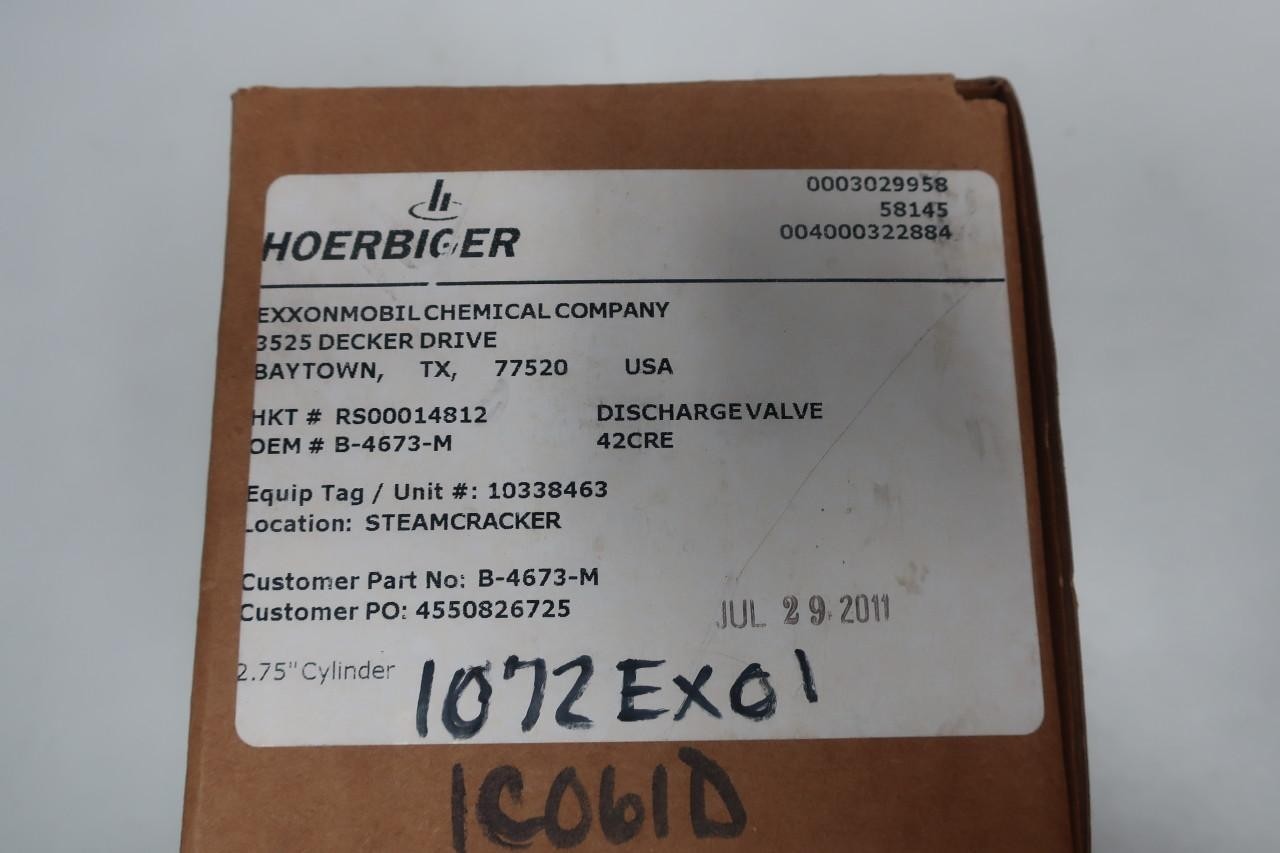 HOERBIGER
0003029958
58145
004000322884
EXXONMOBIL CHEMICAL COMPANY
3525 DECKER DRIVE
BAYTOWN, TX, 77520 USA
HKT # RS00014812 DISCHARGE VALVE
OEM # B-4673-M 42CRE
Equip Tag / Unit #: 10338463
Location: STEAMCRACKER
Customer Part No: B-4673-M
Customer PO: 4550826725
JUL 29 2011
2.75" Cylinder
1072EX01
1C061D